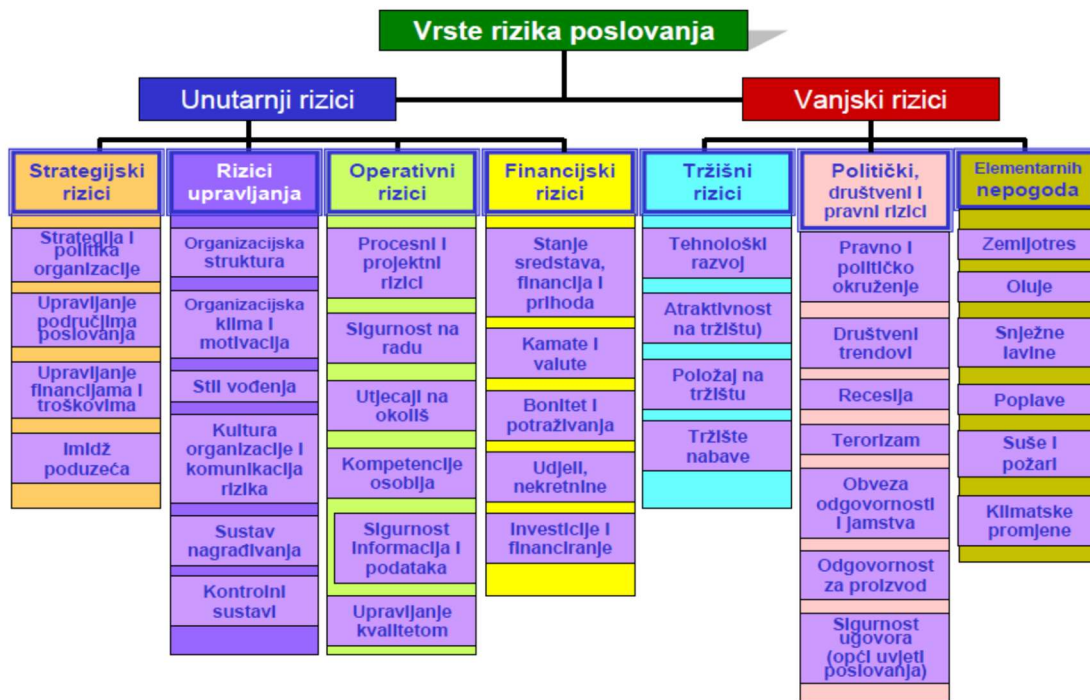 Vrste rizika poslovanja
Unutarnji rizici
Vanjski rizici
Strategijski
rizici
Strategija i
politika
organizacije
Upravljanje
područjima
poslovanja
Upravljanje
financijama i
troškovima
Imidž
poduzeća
Rizici
upravljanja
Organizacijska
struktura
Organizacijska
klima i
motivacija
Stil vođenja
Kultura
organizacije i
komunikacija
rizika
Sustav
nagrađivanja
Kontrolni
sustavi
Operativni
rizici
Procesni i
projektni
rizici
Sigurnost na
radu
Utjecaji na
okoliš
Kompetencije
osoblja
Sigurnost
informacija i
podataka
Upravljanje
kvalitetom
Financijski
rizici
Stanje
sredstava,
financija i
prihoda
Kamate i
valute
Bonitet i
potraživanja
Udjeli,
nekretnine
Investicije i
financiranje
Tržišni
rizici
Tehnološki
razvoj
Atraktivnost
na tržištu)
Položaj na
tržištu
Tržište
nabave
Politički,
društveni i
pravni rizici
Pravno i
političko
okruženje
Društveni
trendovi
Recesija
Terorizam
Obveza
odgovornosti
i jamstva
Odgovornost
za proizvod
Sigurnost
ugovora
(opći uvjeti
poslovanja)
Elementarnih
nepogoda
Zemljotres
Oluje
Snježne
lavine
Poplave
Suše i
požari
Klimatske
promjene